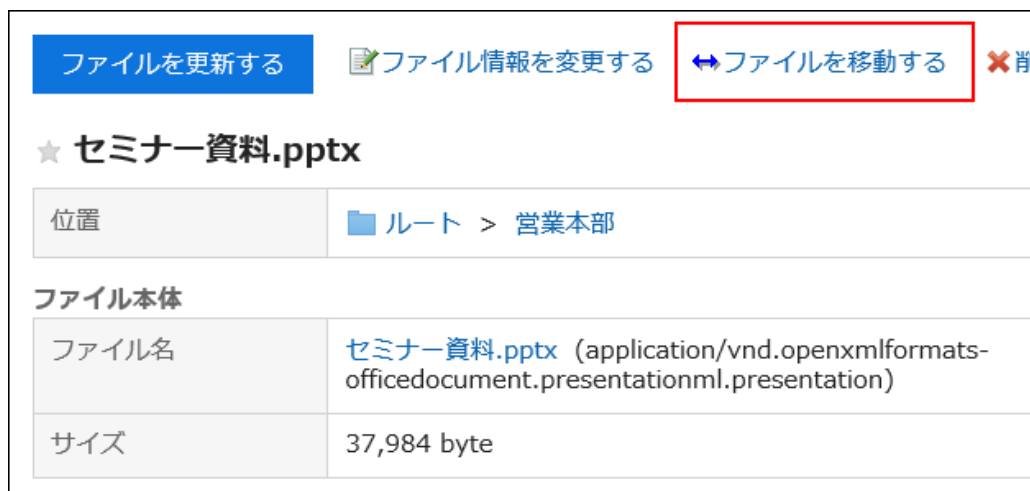 ファイルを更新する ファイル情報を変更する ファイルを移動する 削
セミナー資料.pptx
位置 ルート > 営業本部
ファイル本体
ファイル名 セミナー資料.pptx (application/vnd.openxmlformats-
officedocument.presentationml.presentation)
サイズ 37,984 byte